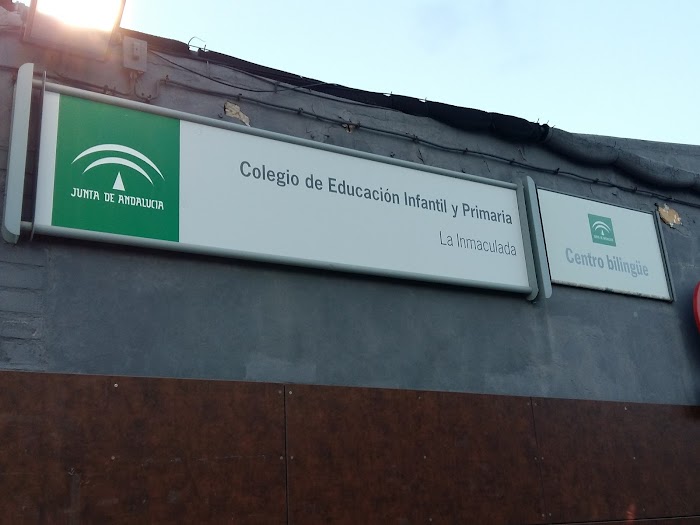 JUNTA DE ANDALUCIA
Colegio de Educación Infantil y Primaria
La Inmaculada
Centro bilingüe